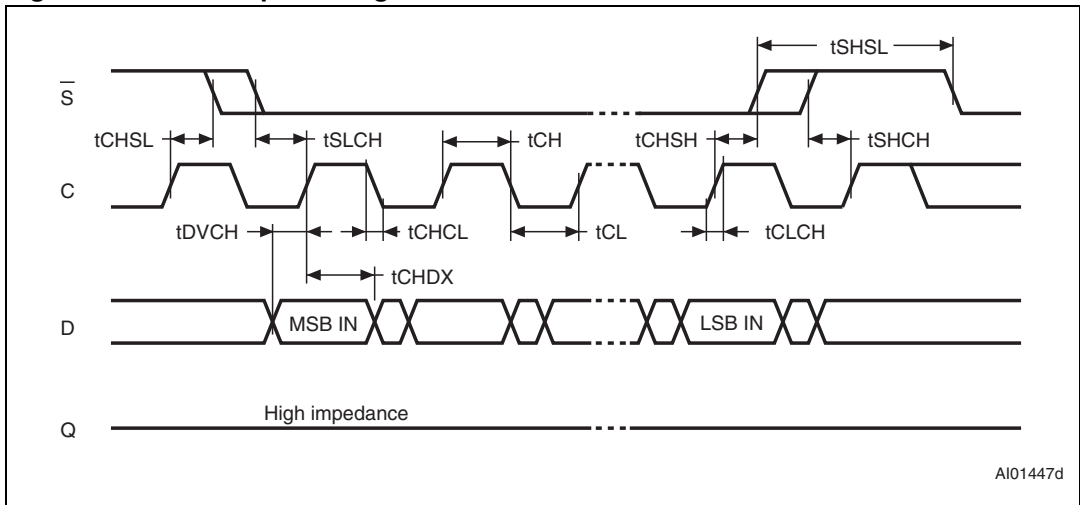 tSHSL
S
tCHSL
tSLCH
tCH
tCHSH
tSHCH
C
tDVCH
tCHCL
tCL
tCLCH
tCHDX
D
MSB IN
LSB IN
High impedance
Q
AI01447d